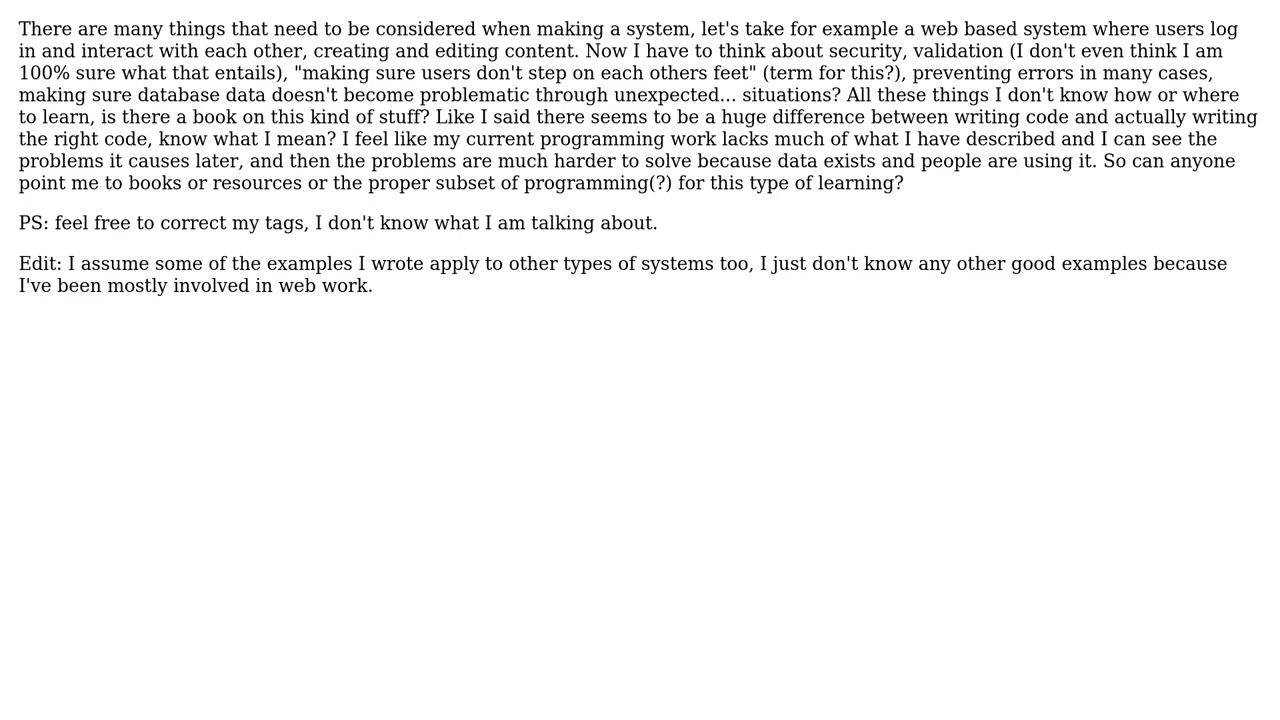 There are many things that need to be considered when making a system, let's take for example a web based system where users log
in and interact with each other, creating and editing content. Now I have to think about security, validation (I don't even think I am
100% sure what that entails), "making sure users don't step on each others feet" (term for this?), preventing errors in many cases,
making sure database data doesn't become problematic through unexpected... situations? All these things I don't know how or where
to learn, is there a book on this kind of stuff? Like I said there seems to be a huge difference between writing code and actually writing
the right code, know what I mean? I feel like my current programming work lacks much of what I have described and I can see the
problems it causes later, and then the problems are much harder to solve because data exists and people are using it. So can anyone
point me to books or resources or the proper subset of programming(?) for this type of learning?
PS: feel free to correct my tags, I don't know what I am talking about.
Edit: I assume some of the examples I wrote apply to other types of systems too, I just don't know any other good examples because
I've been mostly involved in web work.